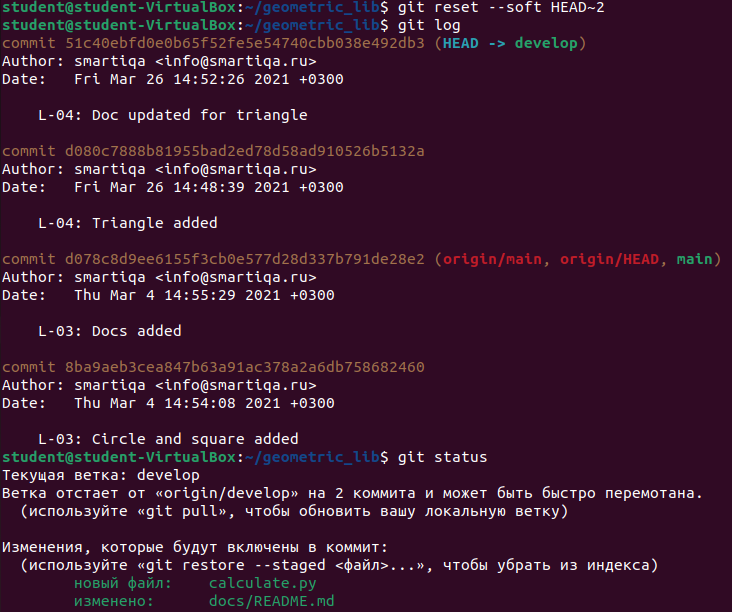 student@student-VirtualBox:~/geometric_lib$ git reset --soft HEAD~2
student@student-VirtualBox:~/geometric_lib$ git log
commit 51c40ebfd0e0b65f52fe5e54740cbb038e492db3 (HEAD -> develop)
Author: smartiqa <info@smartiqa.ru>
Date:   Fri Mar 26 14:52:26 2021 +0300

    L-04: Doc updated for triangle

commit d080c7888b81955bad2ed78d58ad910526b5132a
Author: smartiqa <info@smartiqa.ru>
Date:   Fri Mar 26 14:48:39 2021 +0300

    L-04: Triangle added

commit d078c8d9ee6155f3cb0e577d28d337b791de28e2 (origin/main, origin/HEAD, main)
Author: smartiqa <info@smartiqa.ru>
Date:   Thu Mar 4 14:55:29 2021 +0300

    L-03: Docs added

commit 8ba9aeb3cea847b63a91ac378a2a6db758682460
Author: smartiqa <info@smartiqa.ru>
Date:   Thu Mar 4 14:54:08 2021 +0300

    L-03: Circle and square added
student@student-VirtualBox:~/geometric_lib$ git status
Текущая ветка: develop
Ветка отстает от «origin/develop» на 2 коммита и может быть быстро перемотана.
  (используйте «git pull», чтобы обновить вашу локальную ветку)

Изменения, которые будут включены в коммит:
  (используйте «git restore --staged <файл>...», чтобы убрать из индекса)
        новый файл:    calculate.py
        изменено:      docs/README.md